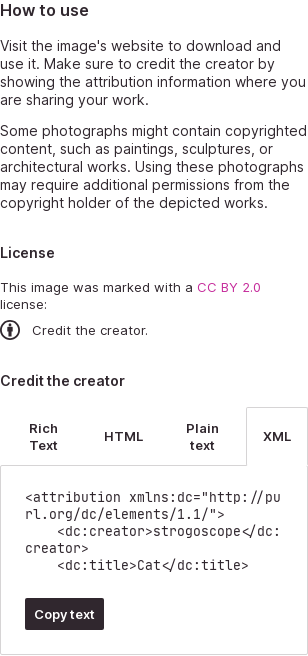 How to use
Visit the image's website to download and
use it. Make sure to credit the creator by
showing the attribution information where you
are sharing your work.
Some photographs might contain copyrighted
content, such as paintings, sculptures, or
architectural works. Using these photographs
may require additional permissions from the
copyright holder of the depicted works.
License
This image was marked with a CC BY 2.0
license:
Credit the creator.
Credit the creator
Rich
Text
HTML
Plain
text
XML
<attribution xmlns:dc="http://pu
rl.org/dc/elements/1.1/">
    <dc:creator>strogoscope</dc:
creator>
    <dc:title>Cat</dc:title>
Copy text